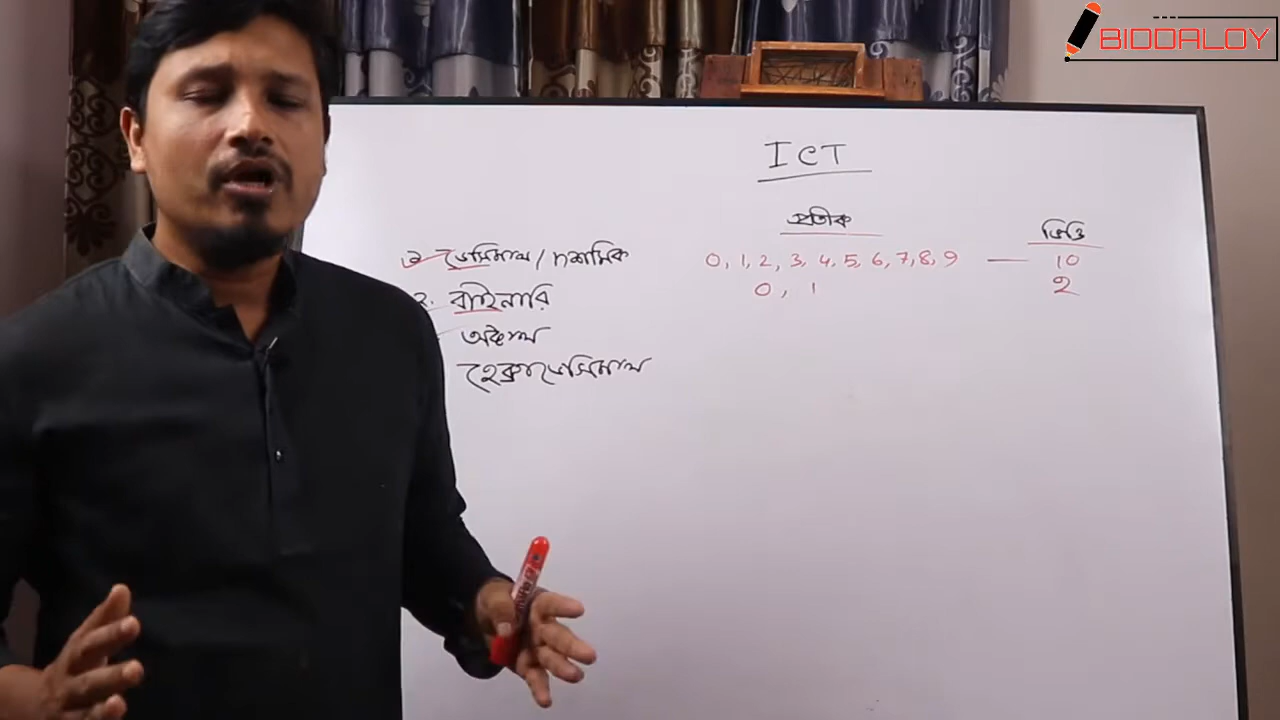 BIDDALOY
ICT
প্রতীক ভিত্তি
১. ডেসিমাল / দশমিক 0, 1, 2, 3, 4, 5, 6, 7, 8, 9 — 10
২. বাইনারি 0, 1 2
অক্টাল
হেক্সাডেসিমাল